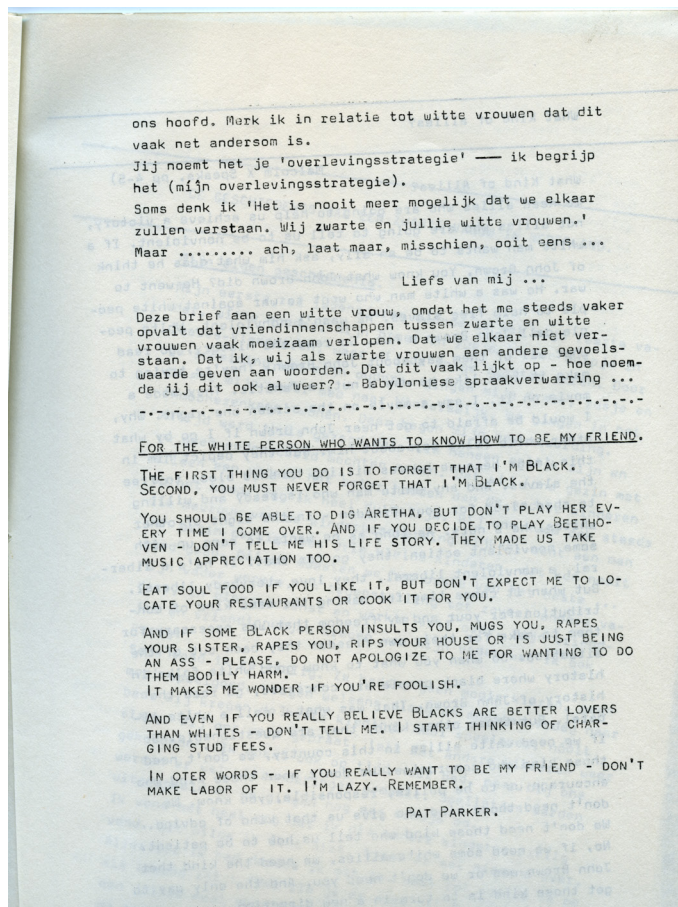 ons hoofd. Merk ik in relatie tot witte vrouwen dat dit
vaak net andersom is.
Jij noemt het je 'overlevingsstrategie' —— ik begrijp
het (míjn overlevingsstrategie).
Soms denk ik 'Het is nooit meer mogelijk dat we elkaar
zullen verstaan. Wij zwarte en jullie witte vrouwen.'
Maar ......... ach, laat maar, misschien, ooit eens ...
Liefs van mij ...
Deze brief aan een witte vrouw, omdat het me steeds vaker
opvalt dat vriendinnenschappen tussen zwarte en witte
vrouwen vaak moeizaam verlopen. Dat we elkaar niet ver-
staan. Dat ik, wij als zwarte vrouwen een andere gevoels-
waarde geven aan woorden. Dat dit vaak lijkt op - hoe noem-
de jij dit ook al weer? - Babyloniese spraakverwarring ...
FOR THE WHITE PERSON WHO WANTS TO KNOW HOW TO BE MY FRIEND.
THE FIRST THING YOU DO IS TO FORGET THAT I'M BLACK.
SECOND, YOU MUST NEVER FORGET THAT I'M BLACK.
YOU SHOULD BE ABLE TO DIG ARETHA, BUT DON'T PLAY HER EV-
ERY TIME I COME OVER. AND IF YOU DECIDE TO PLAY BEETHO-
VEN - DON'T TELL ME HIS LIFE STORY. THEY MADE US TAKE
MUSIC APPRECIATION TOO.
EAT SOUL FOOD IF YOU LIKE IT, BUT DON'T EXPECT ME TO LO-
CATE YOUR RESTAURANTS OR COOK IT FOR YOU.
AND IF SOME BLACK PERSON INSULTS YOU, MUGS YOU, RAPES
YOUR SISTER, RAPES YOU, RIPS YOUR HOUSE OR IS JUST BEING
AN ASS - PLEASE, DO NOT APOLOGIZE TO ME FOR WANTING TO DO
THEM BODILY HARM.
IT MAKES ME WONDER IF YOU'RE FOOLISH.
AND EVEN IF YOU REALLY BELIEVE BLACKS ARE BETTER LOVERS
THAN WHITES - DON'T TELL ME. I START THINKING OF CHAR-
GING STUD FEES.
IN OTER WORDS - IF YOU REALLY WANT TO BE MY FRIEND - DON'T
MAKE LABOR OF IT. I'M LAZY. REMEMBER.
PAT PARKER.